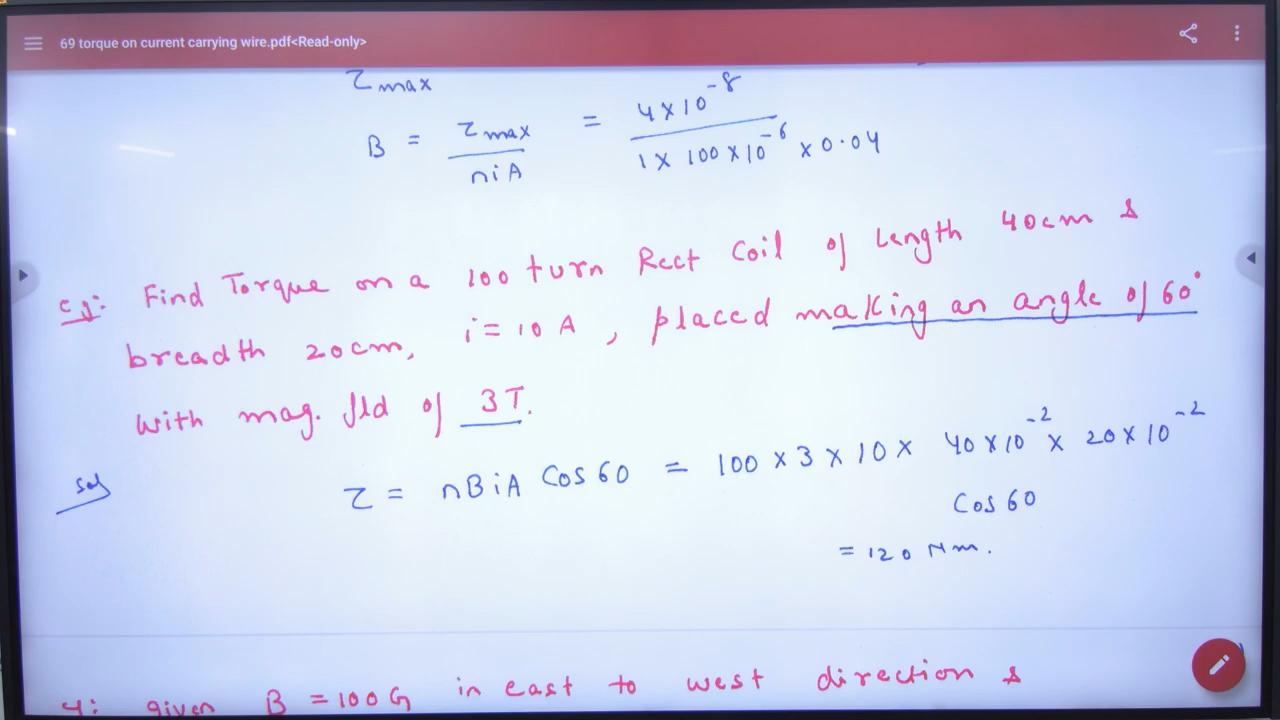 69 torque on current carrying wire.pdf<Read-only>
τmax
B = τmax / niA = 4×10⁻⁸ / 1 × 100×10⁻⁶ × 0.04
eg: Find Torque on a 100 turn Rect Coil of Length 40cm &
breadth 20cm, i = 10 A , placed making an angle of 60°
with mag. fld of 3T.
Sol τ = nBiA Cos 60 = 100 × 3 × 10 × 40×10⁻² × 20×10⁻²
Cos 60
= 120 Nm.
4: given B = 100G in east to west direction &